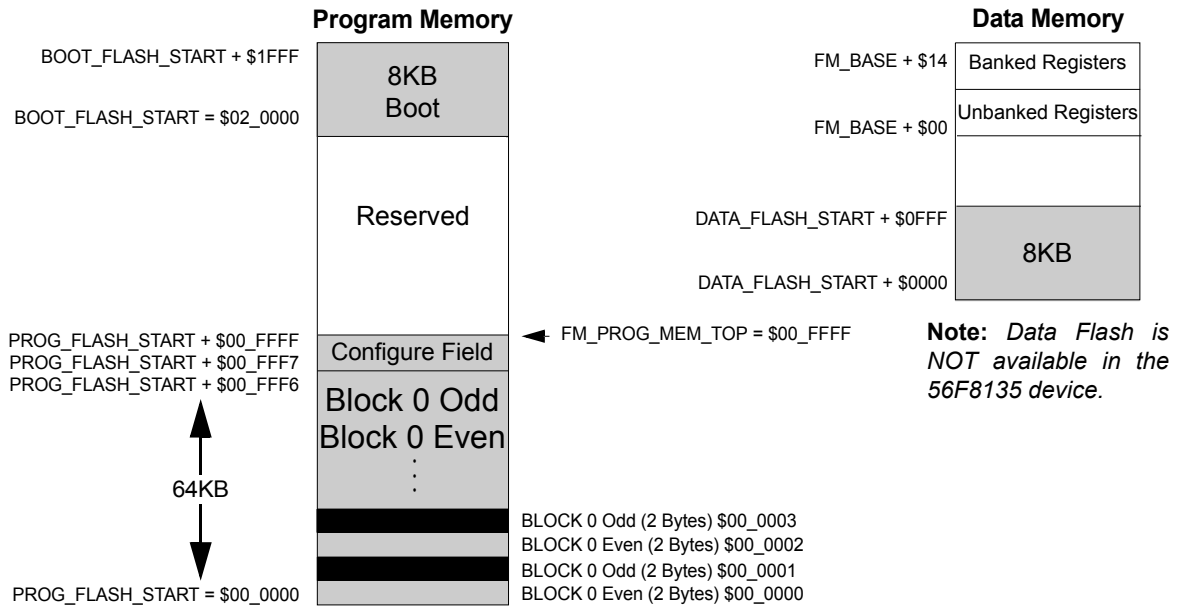 Program Memory
BOOT_FLASH_START + $1FFF
8KB
Boot
BOOT_FLASH_START = $02_0000
Reserved
PROG_FLASH_START + $00_FFFF
FM_PROG_MEM_TOP = $00_FFFF
Configure Field
PROG_FLASH_START + $00_FFF7
PROG_FLASH_START + $00_FFF6
Block 0 Odd
Block 0 Even
64KB
BLOCK 0 Odd (2 Bytes) $00_0003
BLOCK 0 Even (2 Bytes) $00_0002
BLOCK 0 Odd (2 Bytes) $00_0001
BLOCK 0 Even (2 Bytes) $00_0000
PROG_FLASH_START = $00_0000
Data Memory
FM_BASE + $14
Banked Registers
Unbanked Registers
FM_BASE + $00
DATA_FLASH_START + $0FFF
8KB
DATA_FLASH_START + $0000
Note: Data Flash is
NOT available in the
56F8135 device.